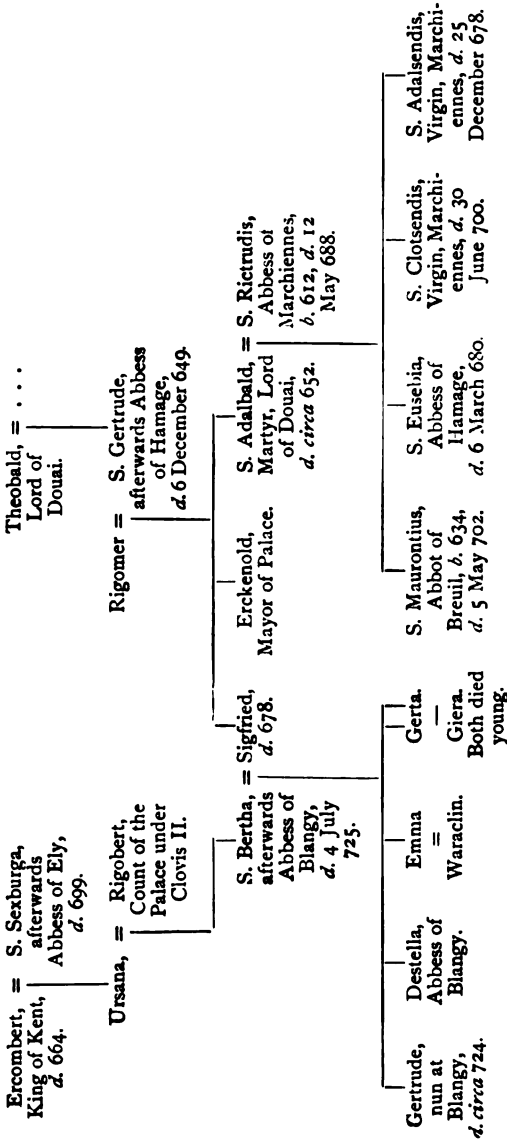 Ercombert, = S. Sexburga,
King of Kent, afterwards
d. 664. Abbess of Ely,
d. 699.
Theobald, = . . .
Lord of
Douai.
Ursana, = Rigobert,
Count of the
Palace under
Clovis II.
Rigomer = S. Gertrude,
afterwards Abbess
of Hamage,
d. 6 December 649.
S. Bertha, = Sigfried,
afterwards d. 678.
Abbess of
Blangy,
d. 4 July
725.
Erckenold,
Mayor of Palace.
S. Adalbald, = S. Rictrudis,
Martyr, Lord Abbess of
of Douai, Marchiennes,
d. circa 652. b. 612, d. 12
May 688.
Gertrude,
nun at
Blangy,
d. circa 724.
Destella,
Abbess of
Blangy.
Emma
=
Waraclin.
Gerta.
—
Giera.
Both died
young.
S. Maurontius,
Abbot of
Breuil, b. 634,
d. 5 May 702.
S. Eusebia,
Abbess of
Hamage,
d. 6 March 680.
S. Clotsendis,
Virgin, Marchi-
ennes, d. 30
June 700.
S. Adalsendis,
Virgin, Marchi-
ennes, d. 25
December 678.